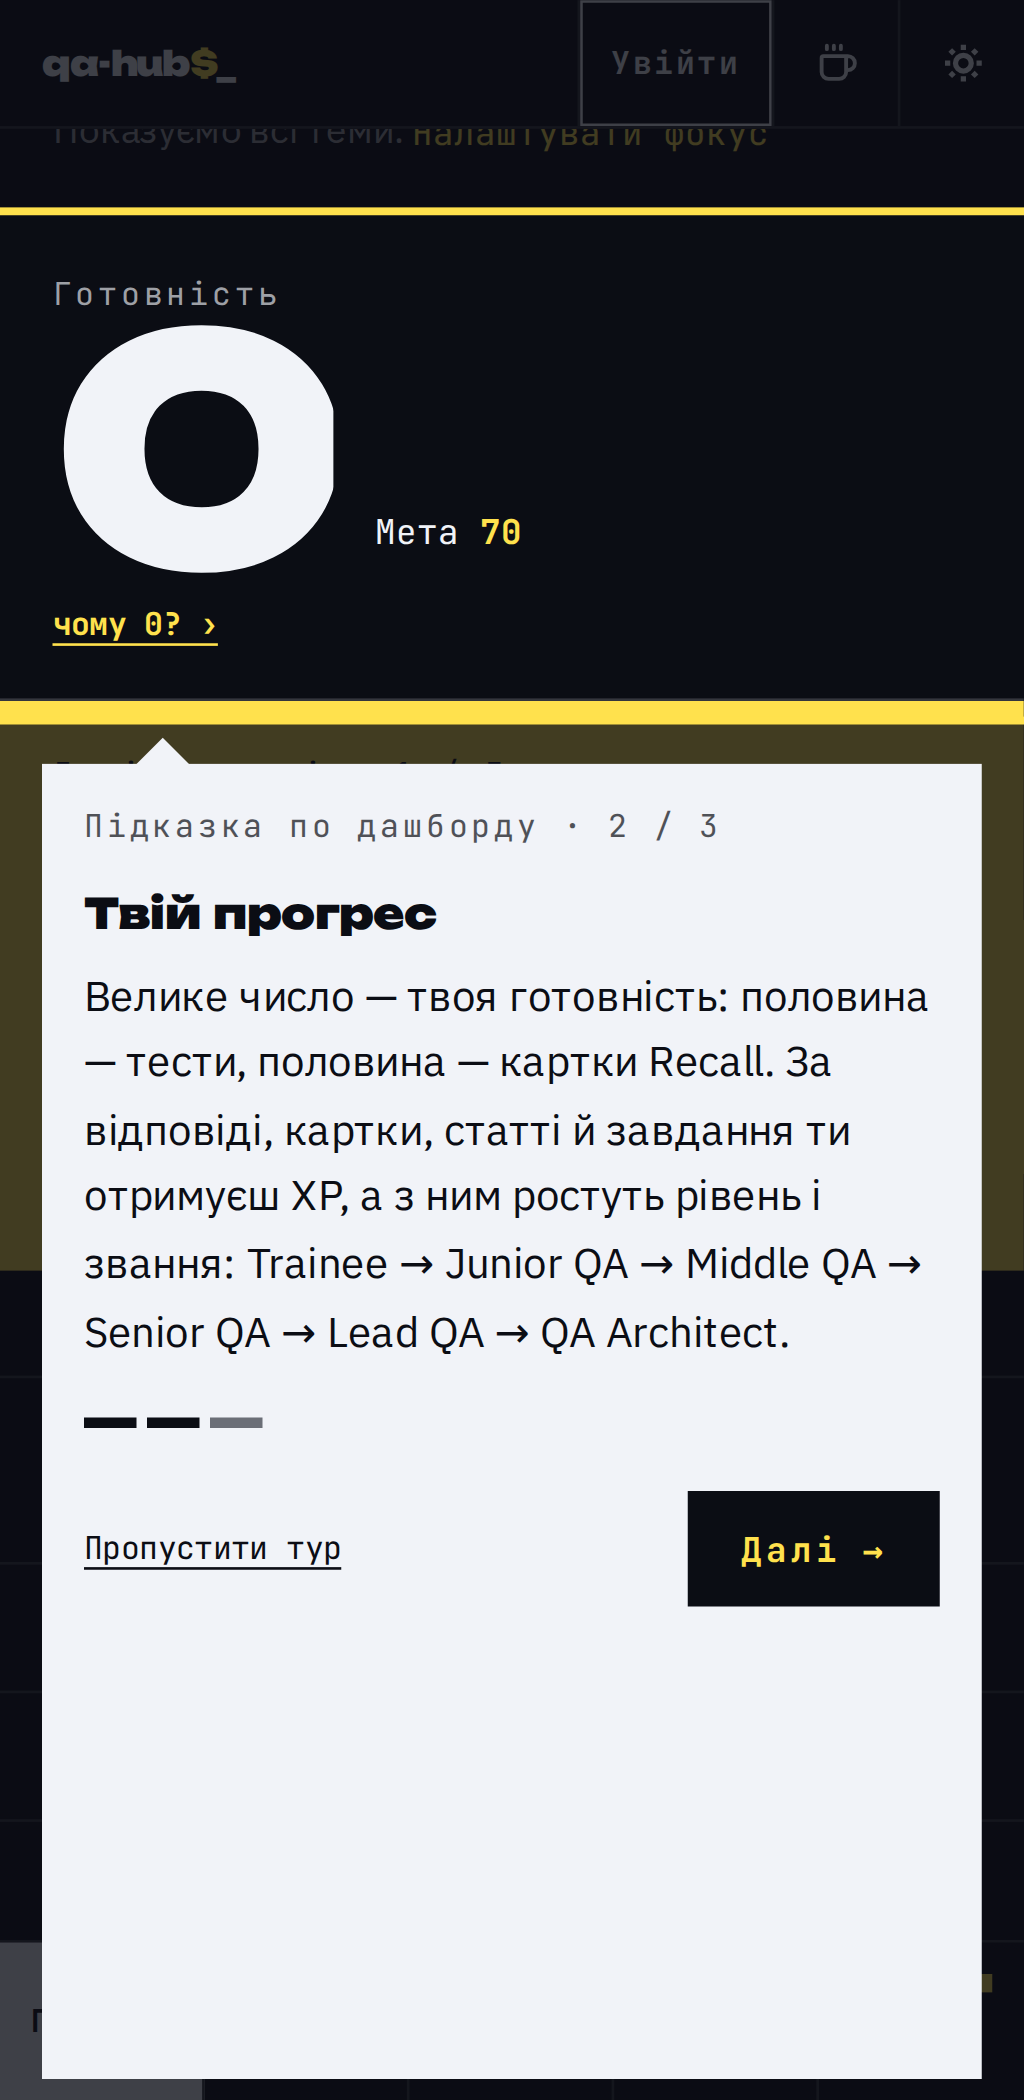 qa-hub$_
Увійти
Показуємо всі теми. Налаштувати фокус
Готовність
0
Мета 70
чому 0? ›
Підказка по дашборду · 2 / 3
Твій прогрес
Велике число — твоя готовність: половина
— тести, половина — картки Recall. За
відповіді, картки, статті й завдання ти
отримуєш XP, а з ним ростуть рівень і
звання: Trainee → Junior QA → Middle QA →
Senior QA → Lead QA → QA Architect.
Пропустити тур
Далі →